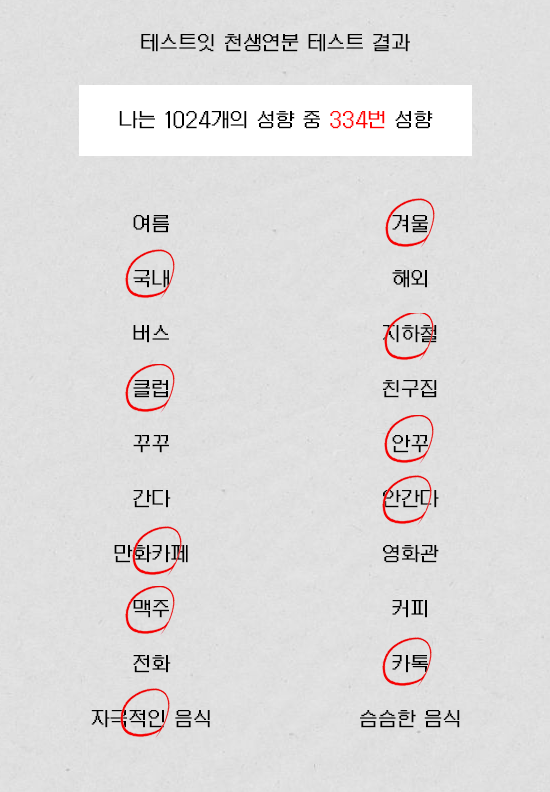 테스트잇 천생연분 테스트 결과
나는 1024개의 성향 중 334번 성향
여름 겨울
국내 해외
버스 지하철
클럽 친구집
꾸꾸 안꾸
간다 안간다
만화카페 영화관
맥주 커피
전화 카톡
자극적인 음식 슴슴한 음식